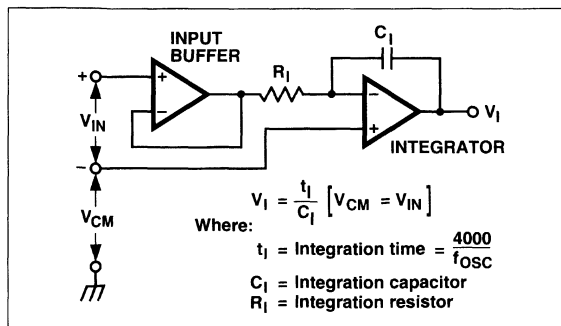 INPUT
BUFFER
C_I
R_I
+
+
−
−
+
V_IN
V_I
INTEGRATOR
−
V_CM
V_I = t_I / C_I [V_CM = V_IN]
Where:
t_I = Integration time = 4000 / f_OSC
C_I = Integration capacitor
R_I = Integration resistor